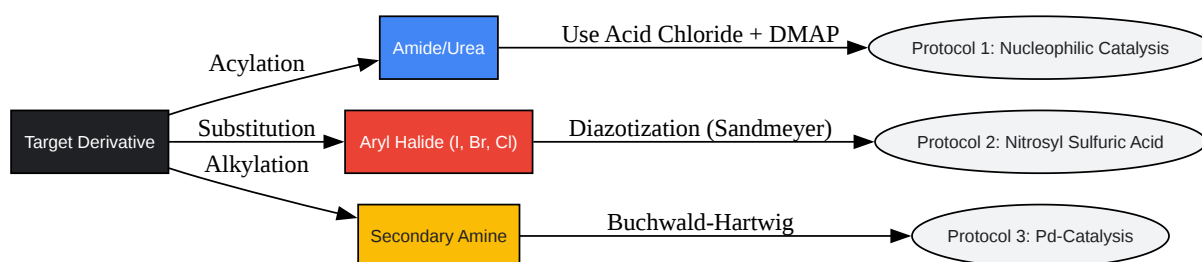 Acylation
Amide/Urea
Use Acid Chloride + DMAP
Protocol 1: Nucleophilic Catalysis
Target Derivative
Substitution
Aryl Halide (I, Br, Cl)
Diazotization (Sandmeyer)
Protocol 2: Nitrosyl Sulfuric Acid
Alkylation
Secondary Amine
Buchwald-Hartwig
Protocol 3: Pd-Catalysis